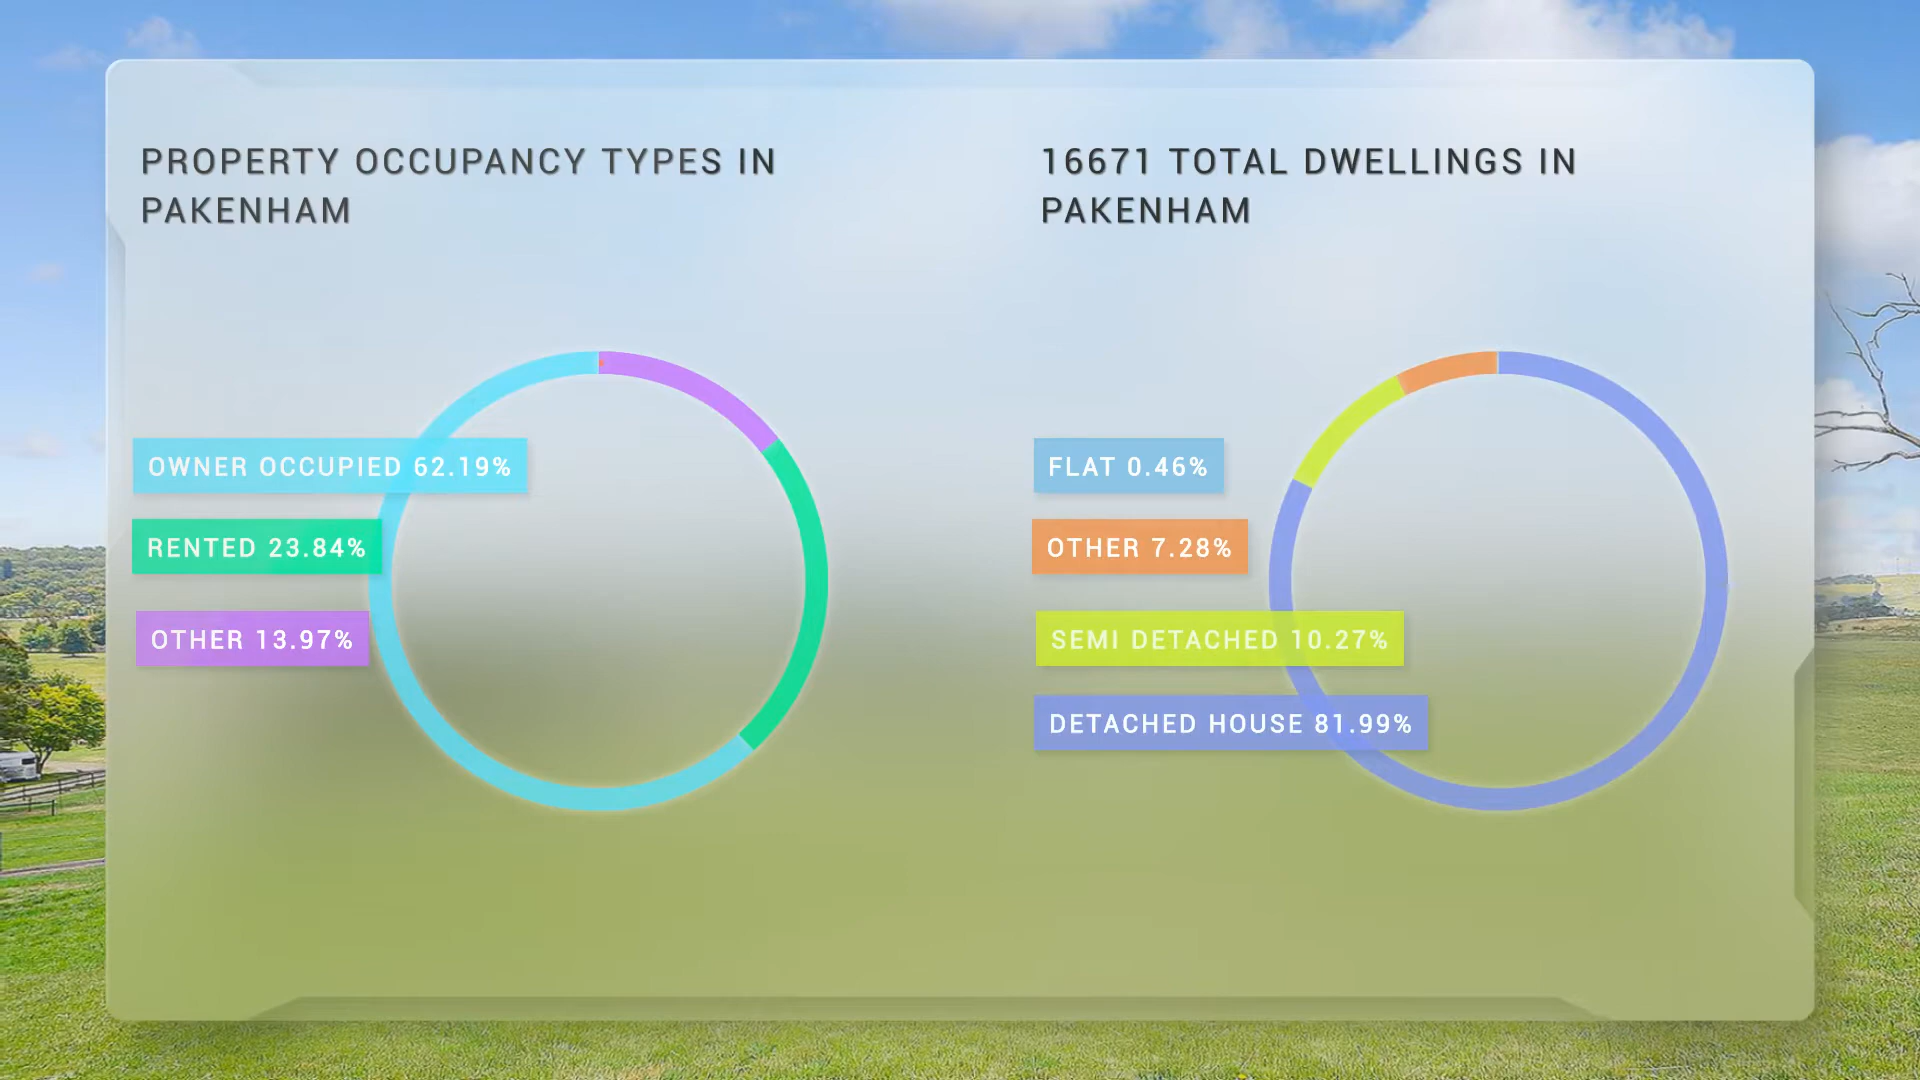 PROPERTY OCCUPANCY TYPES IN
PAKENHAM
OWNER OCCUPIED 62.19%
RENTED 23.84%
OTHER 13.97%
16671 TOTAL DWELLINGS IN
PAKENHAM
FLAT 0.46%
OTHER 7.28%
SEMI DETACHED 10.27%
DETACHED HOUSE 81.99%